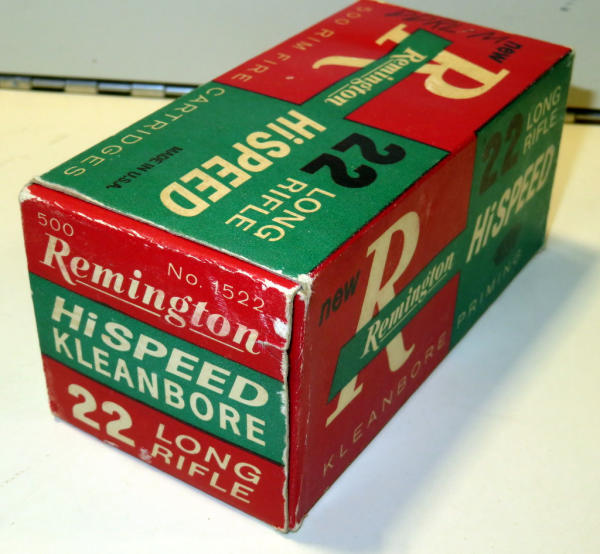 500 RIM FIRE
CARTRIDGES
new
R
Remington
22 LONG
RIFLE
HiSPEED
MADE IN U.S.A.
500
No. 1522
Remington
HiSPEED
KLEANBORE
22 LONG
RIFLE
new
R
Remington
KLEANBORE PRIMING
22 LONG
RIFLE
HiSPEED